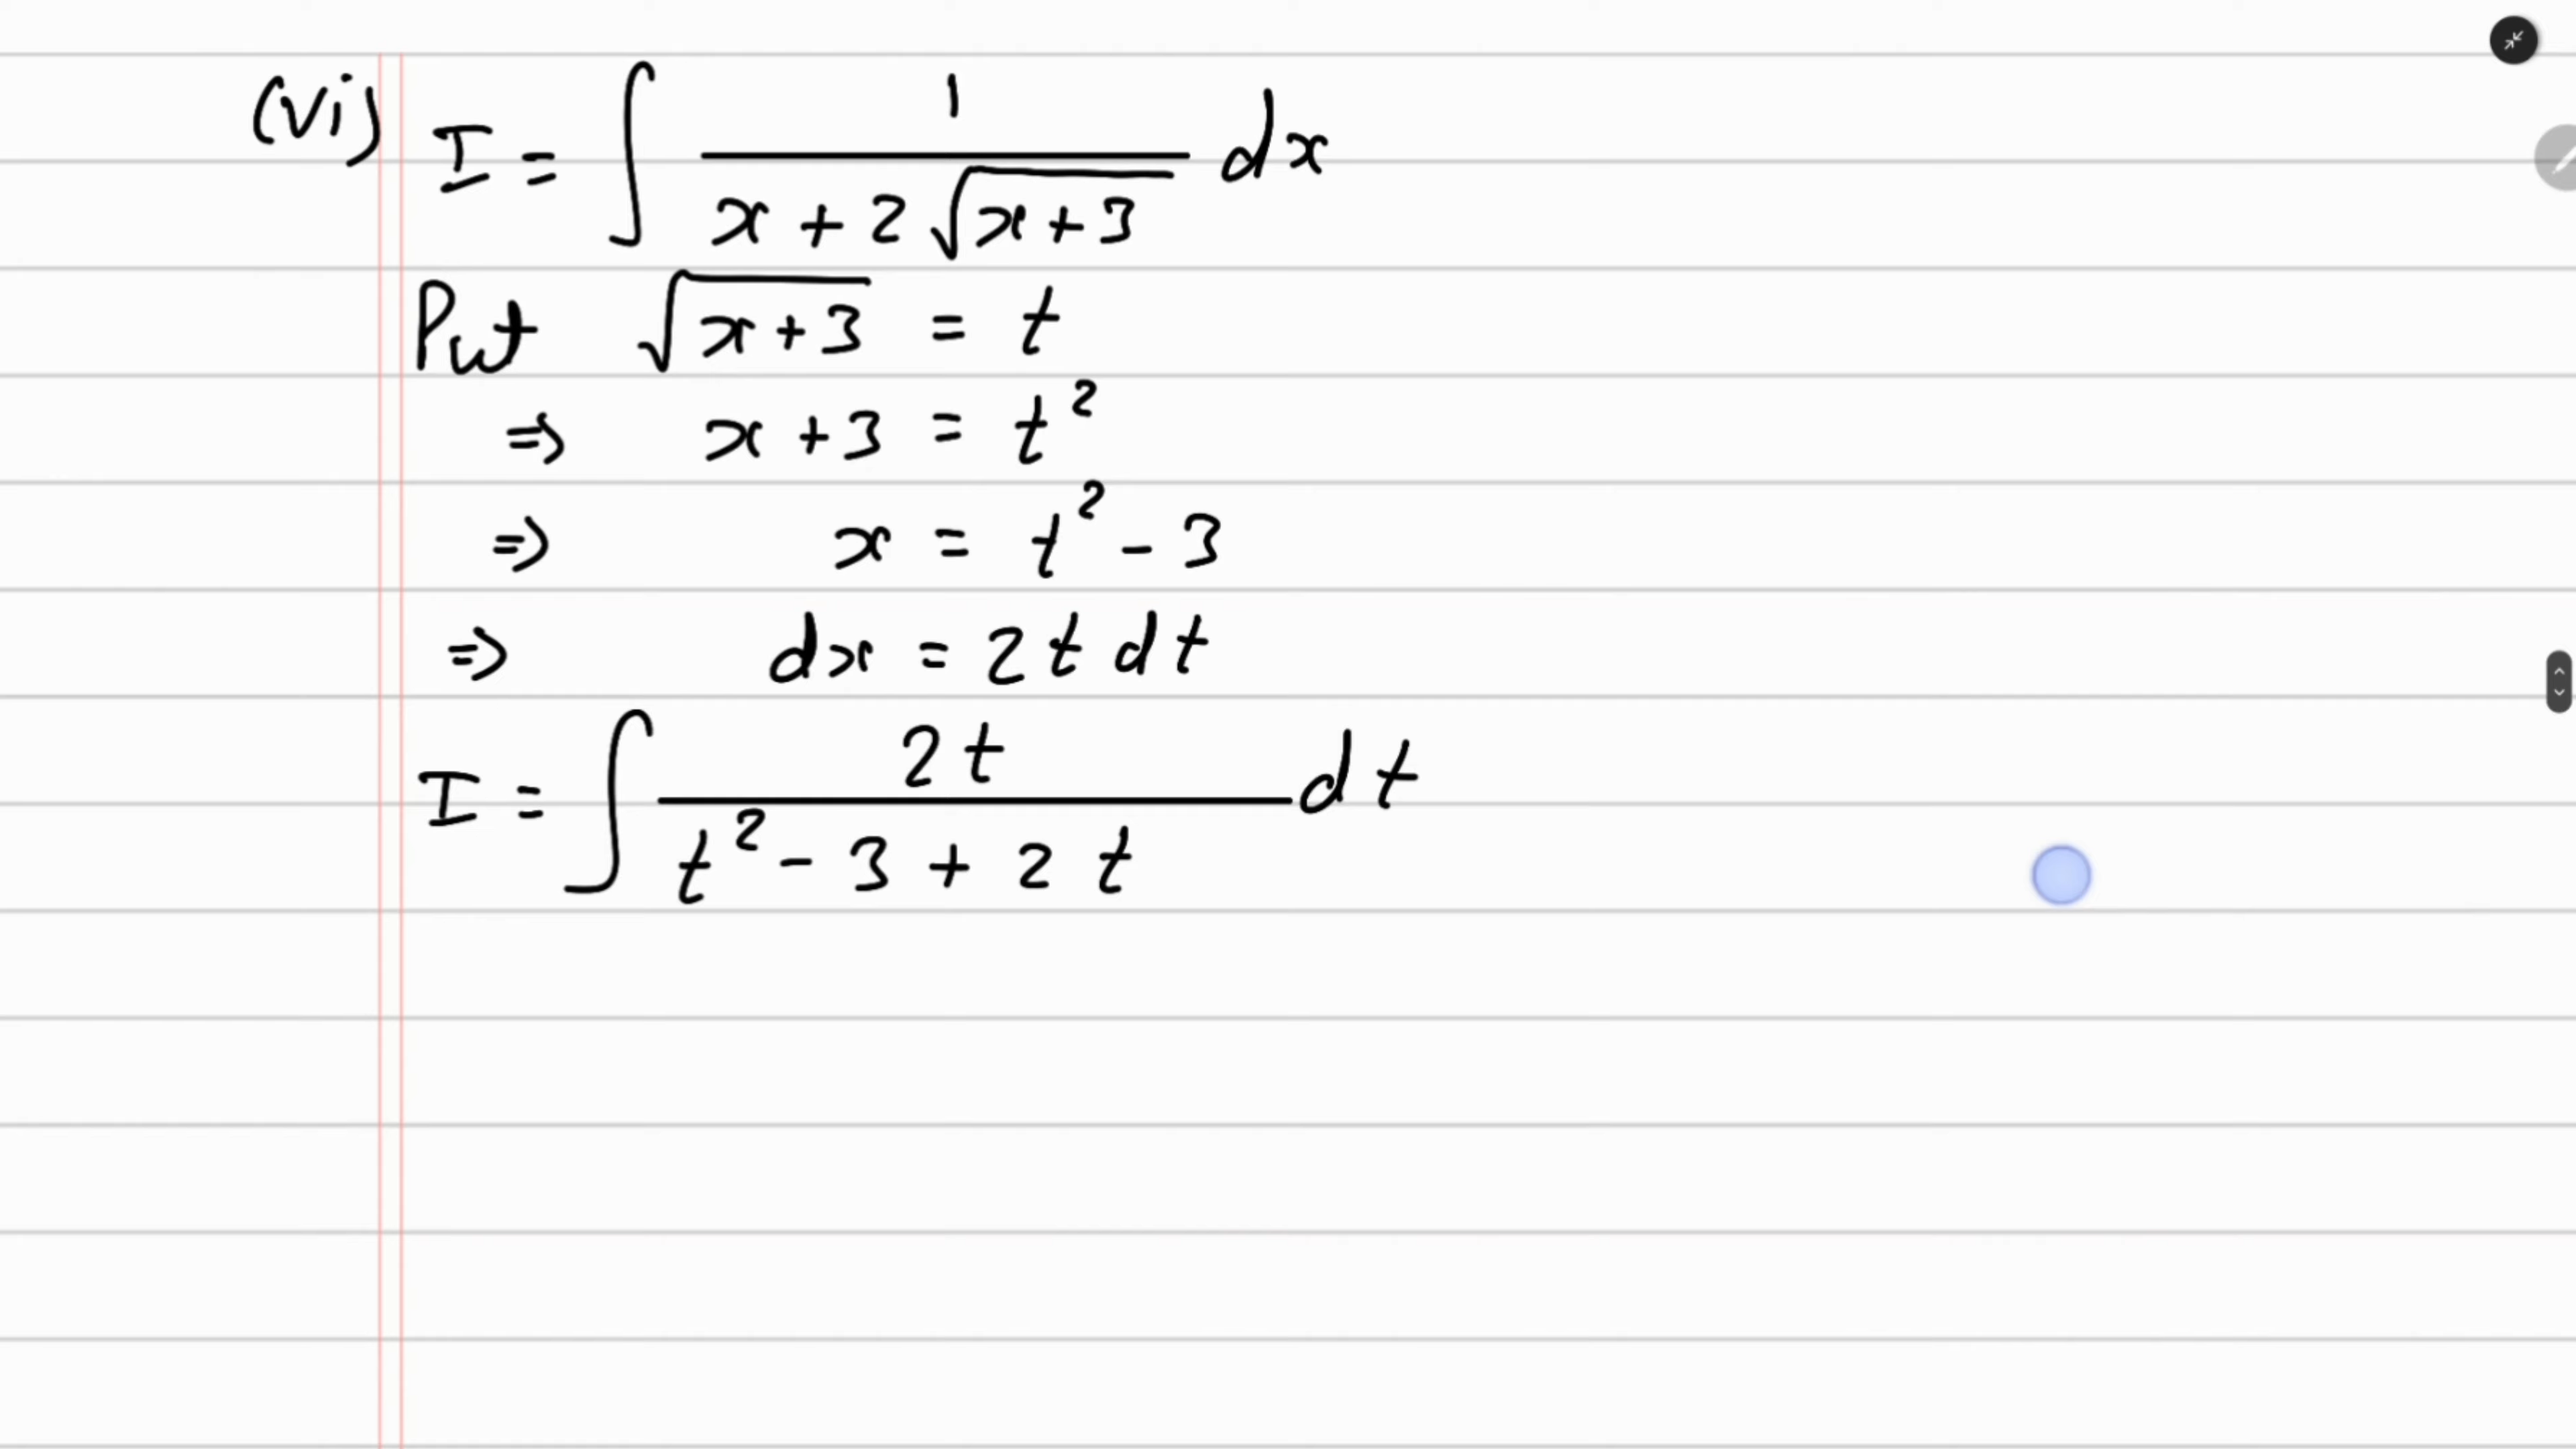 (vi) I = ∫ 1 / (x + 2√(x+3)) dx
Put √(x+3) = t
⇒ x + 3 = t²
⇒ x = t² - 3
⇒ dx = 2t dt
I = ∫ 2t / (t² - 3 + 2t) dt